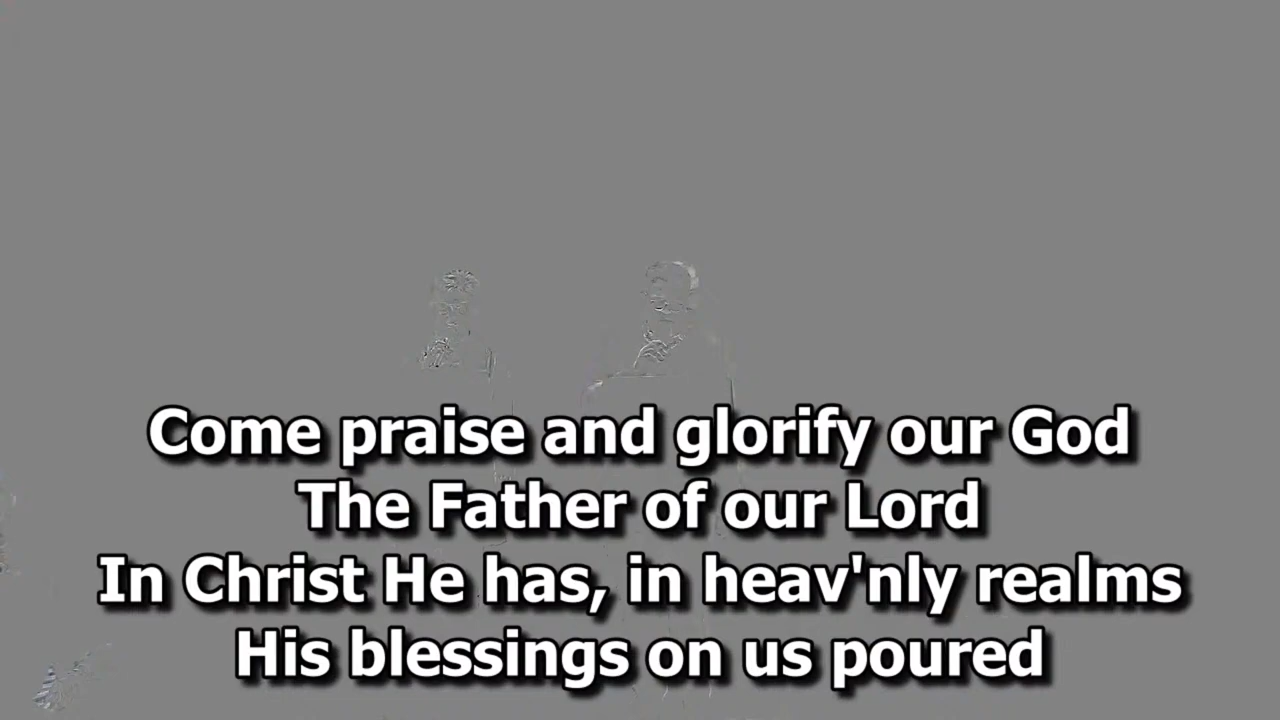 Come praise and glorify our God
The Father of our Lord
In Christ He has, in heav'nly realms
His blessings on us poured